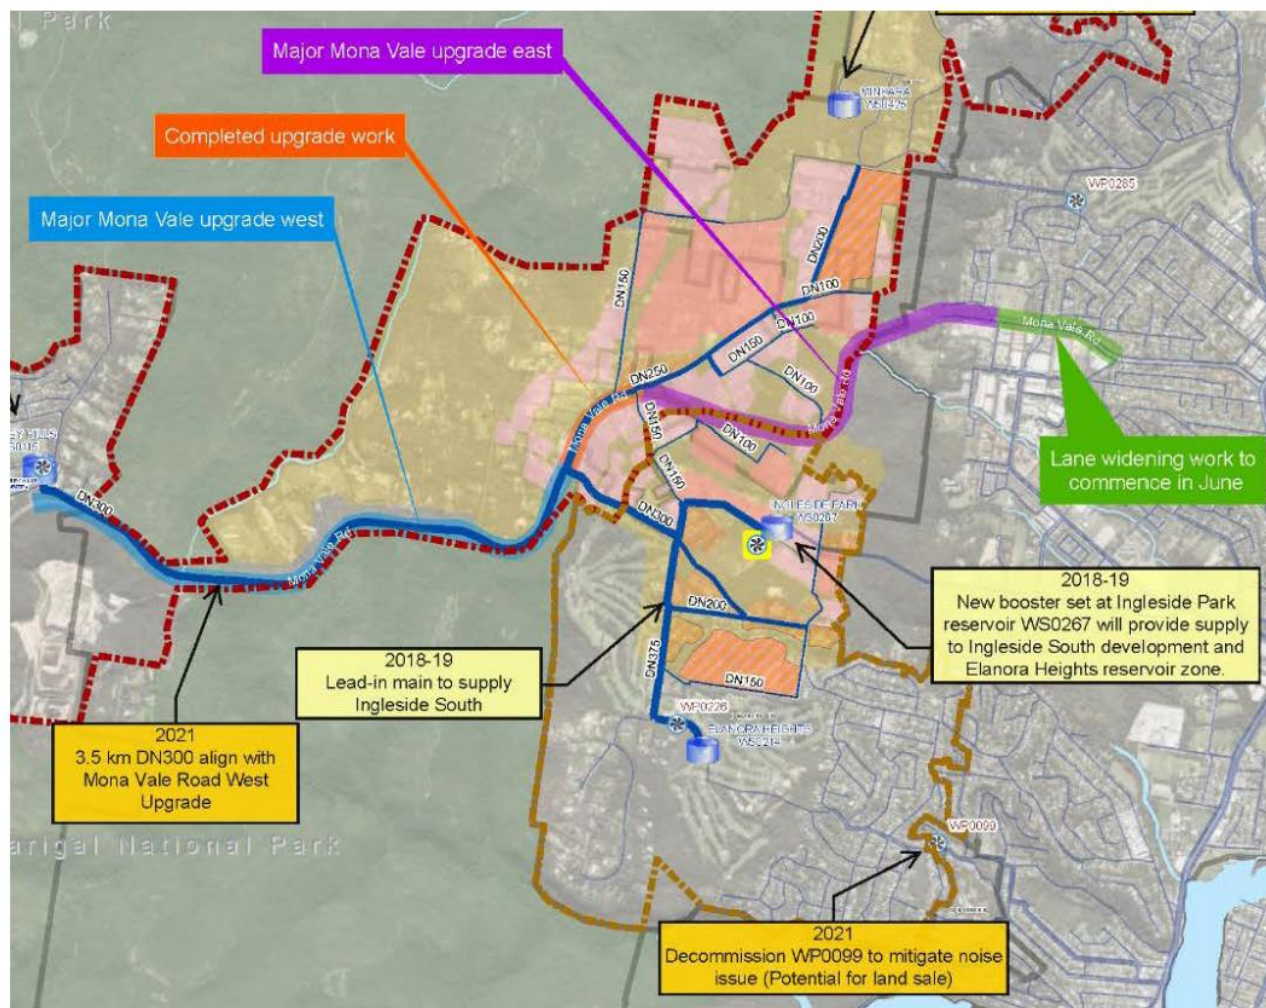 l Park
Major Mona Vale upgrade east
Completed upgrade work
Major Mona Vale upgrade west
MINKARA
WS0425
WP0285
DN200
DN150
DN100
DN100
DN150
DN250
DN100
Mona Vale Rd
Mona Vale Rd
Mona Vale Rd
DN150
DN100
DN150
Lane widening work to
commence in June
EY HILLS
S0115
DN300
INGLESIDE PARK
WS0267
DN300
Mona Vale Rd
2018-19
New booster set at Ingleside Park
reservoir WS0267 will provide supply
to Ingleside South development and
Elanora Heights reservoir zone.
DN200
2018-19
Lead-in main to supply
Ingleside South
DN375
DN150
WP0226
ELANORA HEIGHTS
WS0214
2021
3.5 km DN300 align with
Mona Vale Road West
Upgrade
arigal National Park
WP0099
2021
Decommission WP0099 to mitigate noise
issue (Potential for land sale)